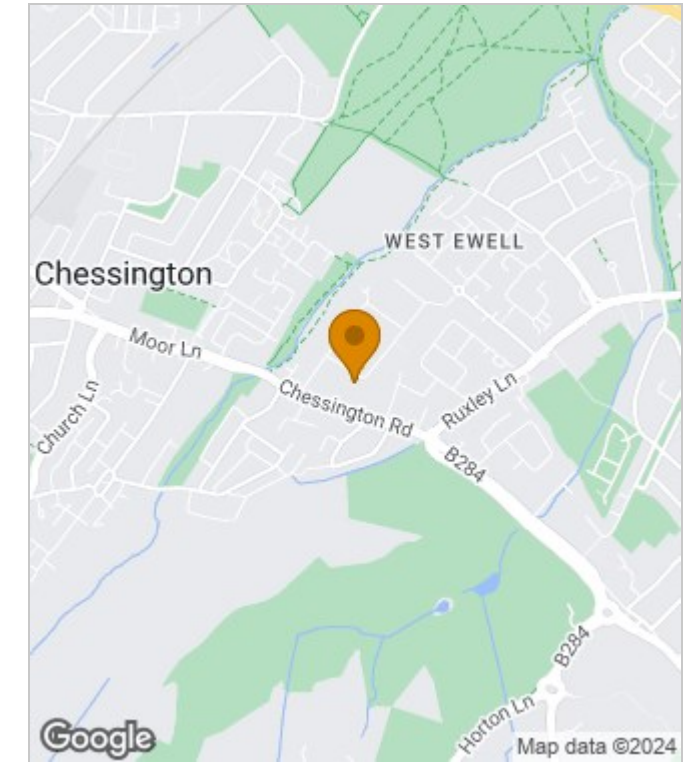 WEST EWELL
Chessington
Moor Ln
Church Ln
Chessington Rd
Ruxley Ln
B284
B284
Horton Ln
Google
Map data ©2024